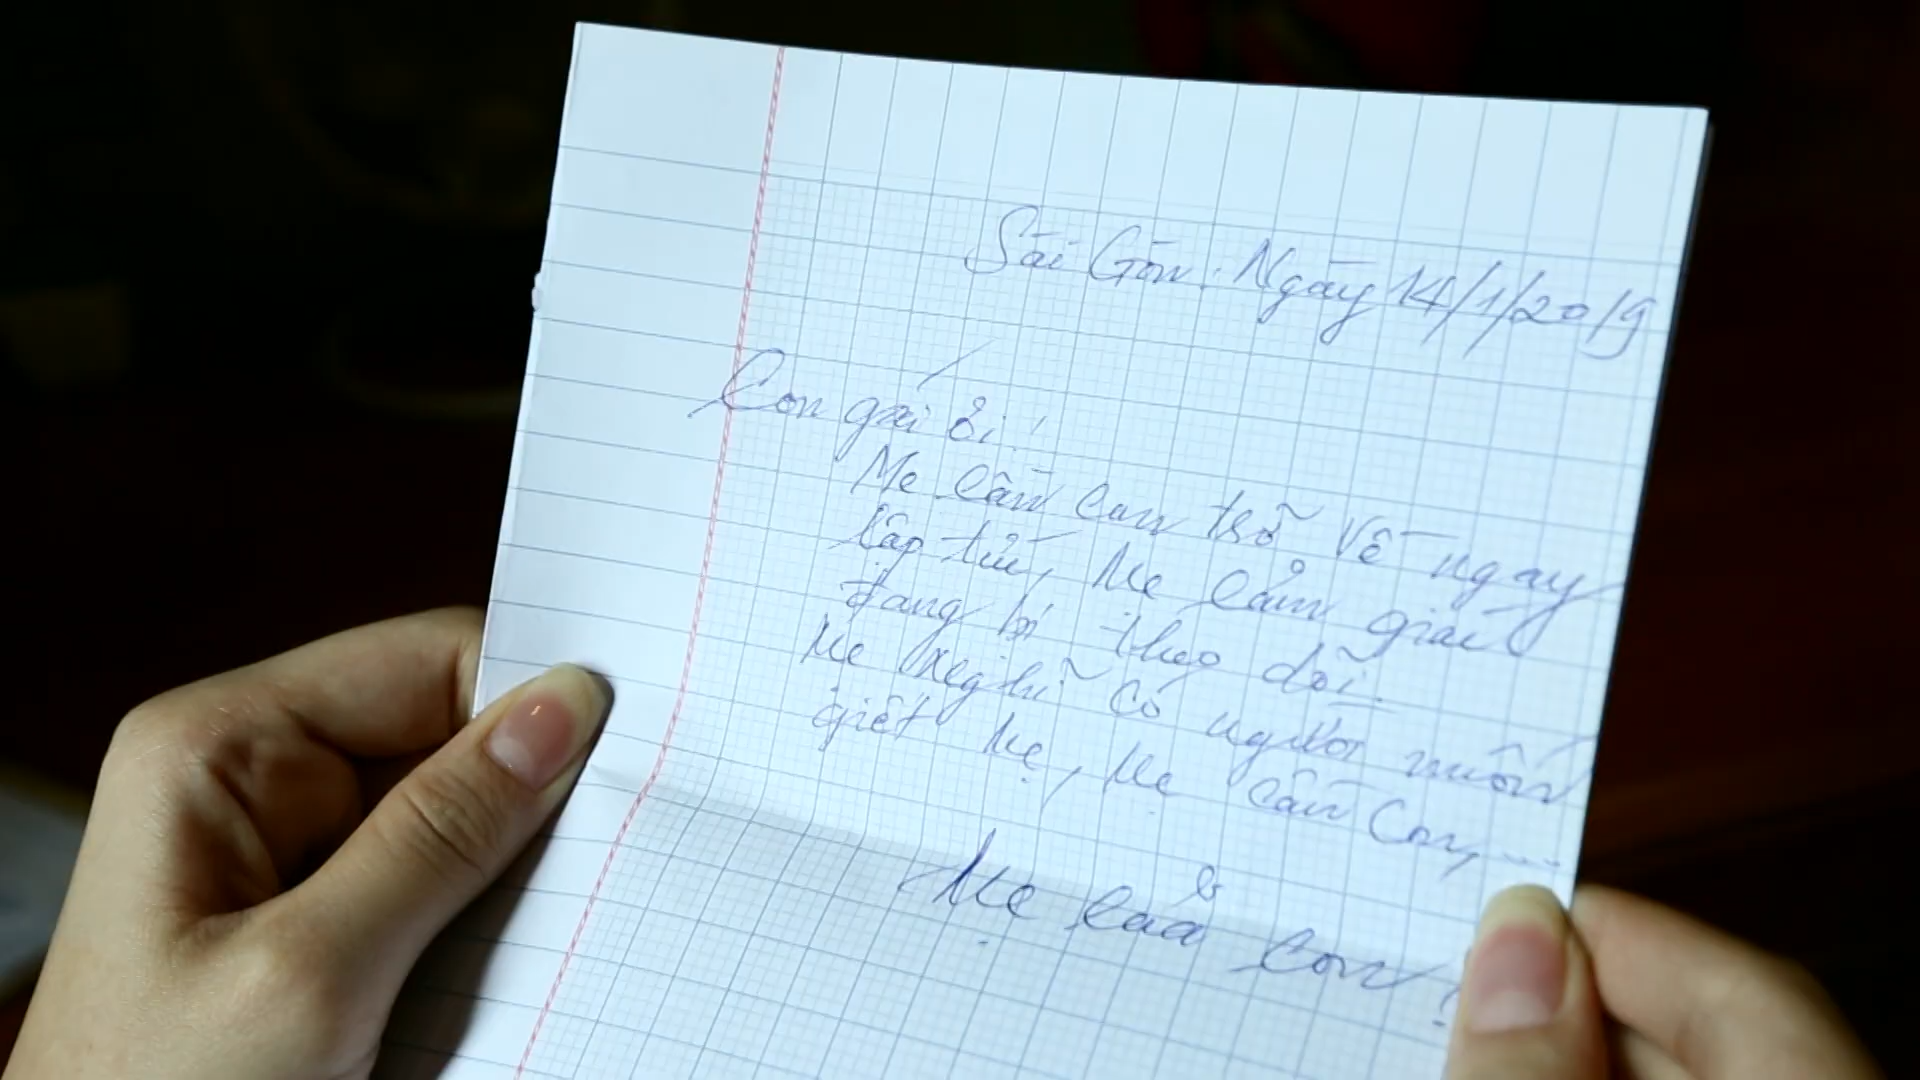 Sài Gòn: Ngày 14/1/2019
Con gái ơi!
Mẹ cần con trở về ngay
lập tức, Mẹ cảm giác
đang bị theo dõi.
Mẹ nghĩ có người muốn
giết Mẹ, Mẹ cần Con, ...
Mẹ của con!